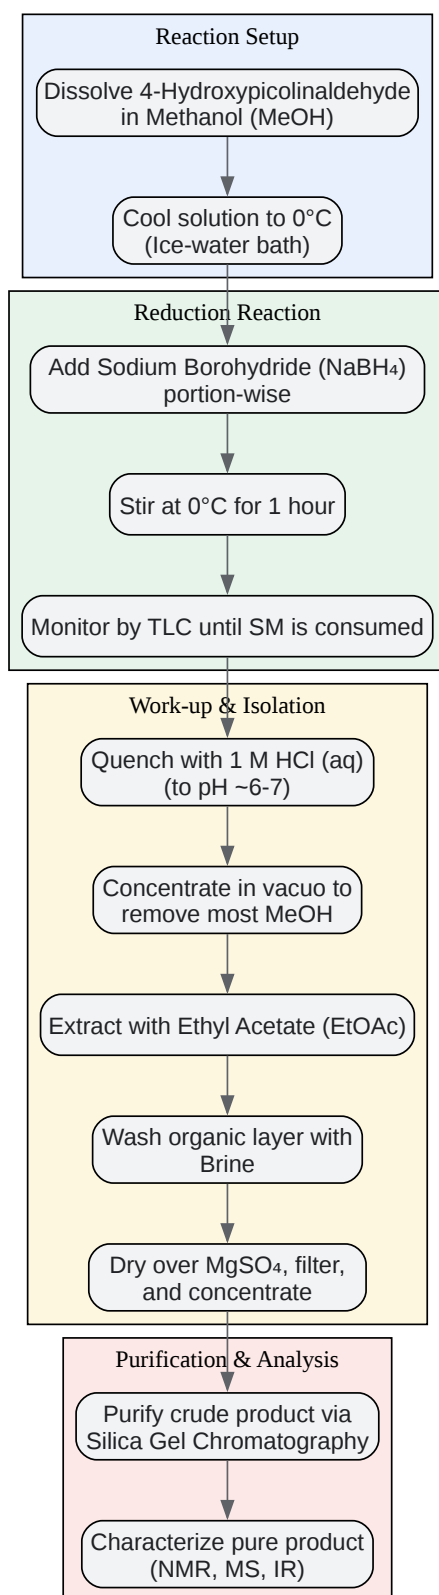 Reaction Setup
Dissolve 4-Hydroxypicolinaldehyde
in Methanol (MeOH)
Cool solution to 0°C
(Ice-water bath)
Reduction Reaction
Add Sodium Borohydride (NaBH₄)
portion-wise
Stir at 0°C for 1 hour
Monitor by TLC until SM is consumed
Work-up & Isolation
Quench with 1 M HCl (aq)
(to pH ~6-7)
Concentrate in vacuo to
remove most MeOH
Extract with Ethyl Acetate (EtOAc)
Wash organic layer with
Brine
Dry over MgSO₄, filter,
and concentrate
Purification & Analysis
Purify crude product via
Silica Gel Chromatography
Characterize pure product
(NMR, MS, IR)